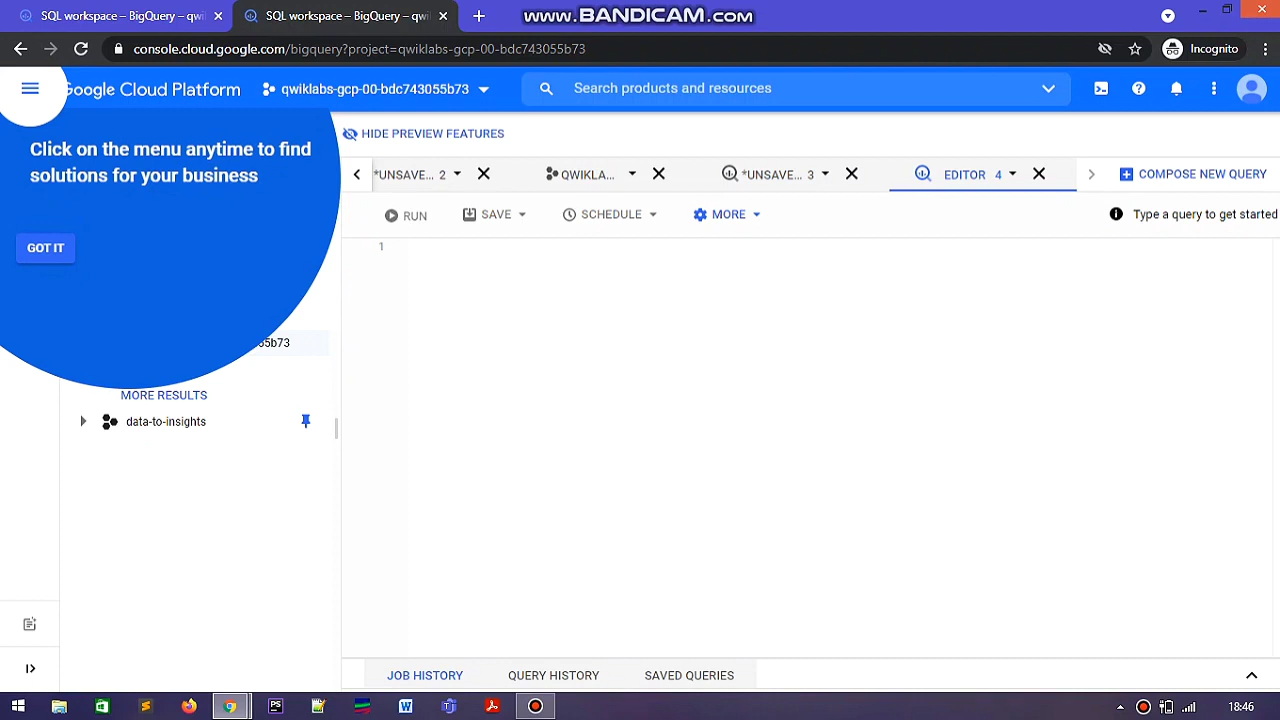 SQL workspace – BigQuery – qwi
SQL workspace – BigQuery – qwi
www.BANDICAM.com
console.cloud.google.com/bigquery?project=qwiklabs-gcp-00-bdc743055b73
Incognito
Google Cloud Platform
qwiklabs-gcp-00-bdc743055b73
Search products and resources
Click on the menu anytime to find
solutions for your business
GOT IT
HIDE PREVIEW FEATURES
*UNSAVE... 2
QWIKLA...
*UNSAVE... 3
EDITOR 4
COMPOSE NEW QUERY
RUN
SAVE
SCHEDULE
MORE
Type a query to get started
1
55b73
MORE RESULTS
data-to-insights
JOB HISTORY
QUERY HISTORY
SAVED QUERIES
18:46